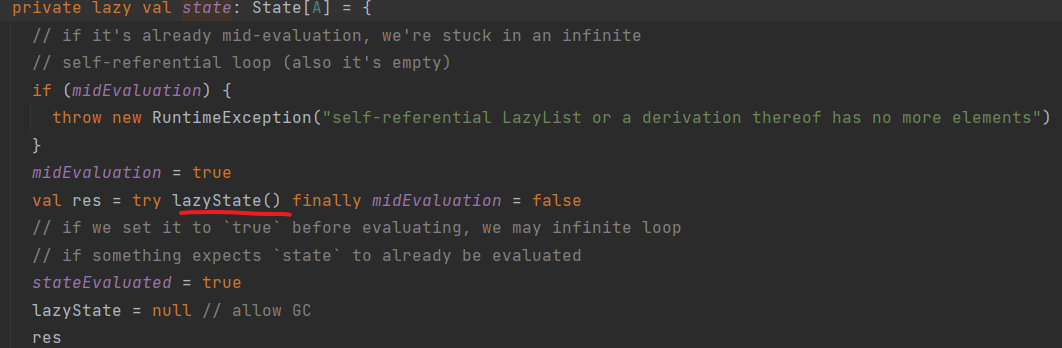 private lazy val state: State[A] = {
// if it's already mid-evaluation, we're stuck in an infinite
// self-referential loop (also it's empty)
if (midEvaluation) {
throw new RuntimeException("self-referential LazyList or a derivation thereof has no more elements")
}
midEvaluation = true
val res = try lazyState() finally midEvaluation = false
// if we set it to `true` before evaluating, we may infinite loop
// if something expects `state` to already be evaluated
stateEvaluated = true
lazyState = null // allow GC
res